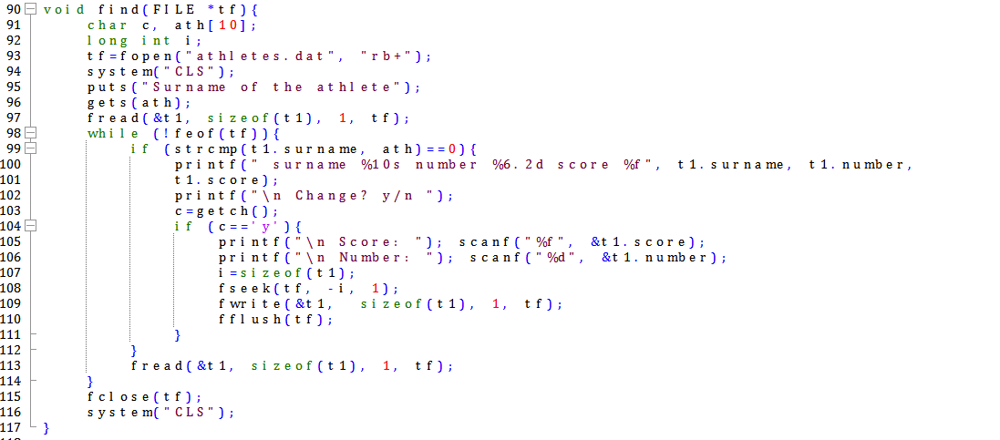 90 void find(FILE *tf){
91 char c, ath[10];
92 long int i;
93 tf=fopen("athletes.dat", "rb+");
94 system("CLS");
95 puts("Surname of the athlete");
96 gets(ath);
97 fread(&t1, sizeof(t1), 1, tf);
98 while (!feof(tf)){
99 if (strcmp(t1.surname, ath)==0){
100 printf(" surname %10s number %6.2d score %f", t1.surname, t1.number,
101 t1.score);
102 printf("\n Change? y/n ");
103 c=getch();
104 if (c=='y'){
105 printf("\n Score: "); scanf("%f", &t1.score);
106 printf("\n Number: "); scanf("%d", &t1.number);
107 i=sizeof(t1);
108 fseek(tf, -i, 1);
109 fwrite(&t1, sizeof(t1), 1, tf);
110 fflush(tf);
111 }
112 }
113 fread(&t1, sizeof(t1), 1, tf);
114 }
115 fclose(tf);
116 system("CLS");
117 }